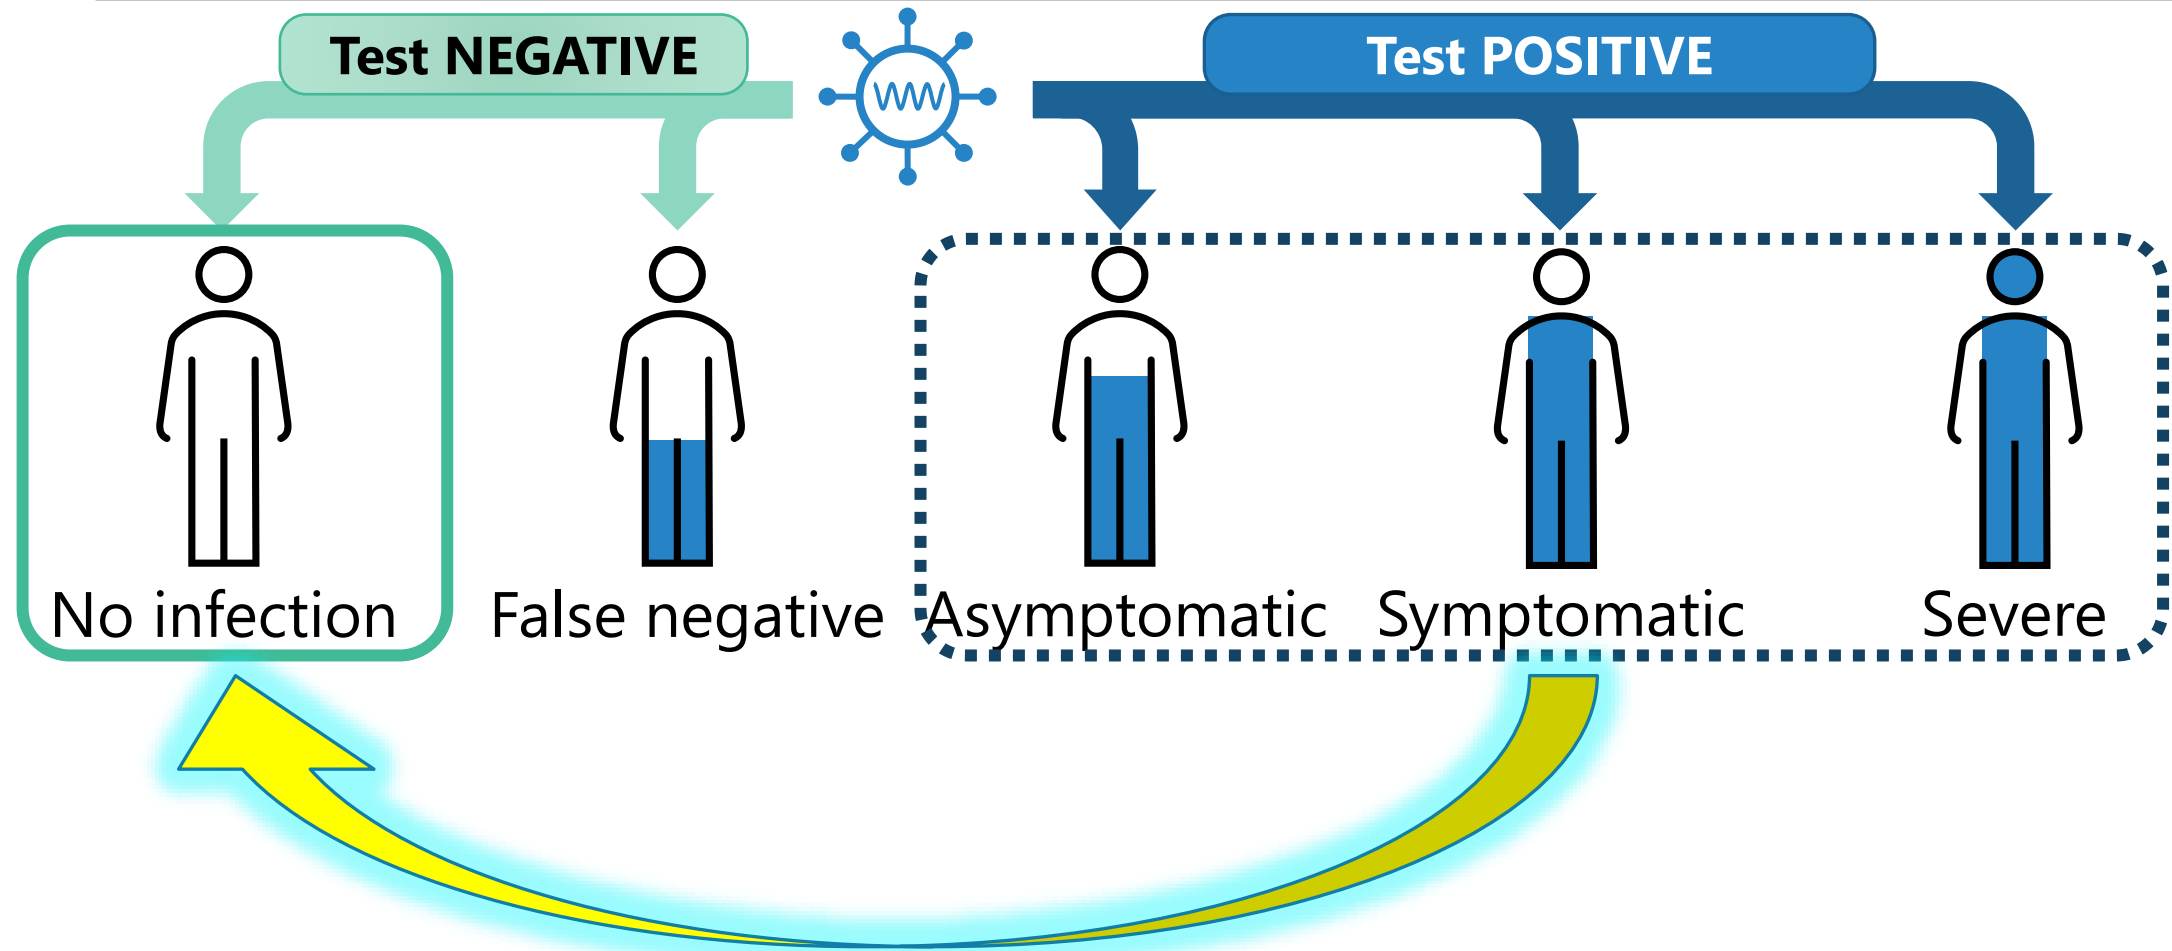 Test NEGATIVE
Test POSITIVE
No infection
False negative
Asymptomatic
Symptomatic
Severe